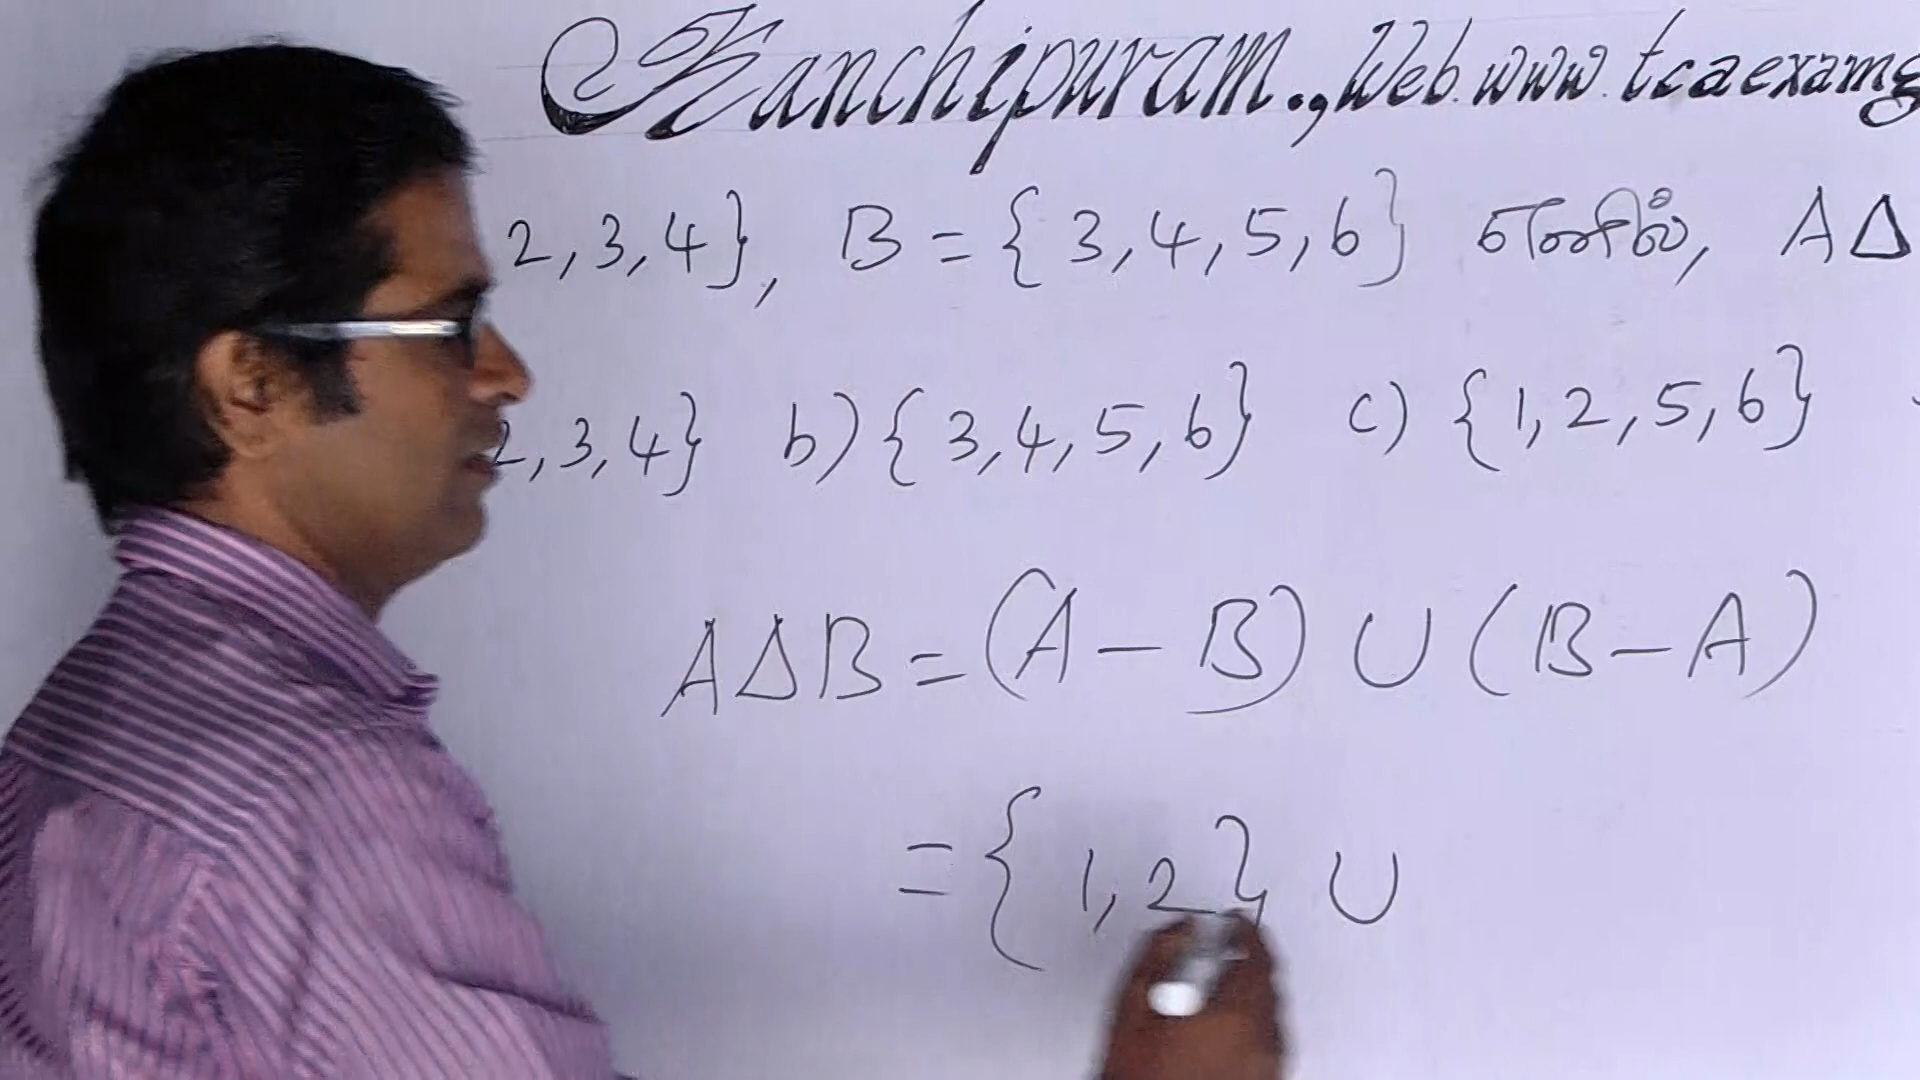 Kanchipuram., Web. www. tcaexams
2,3,4}, B = {3,4,5,6} எனில், A∆
2,3,4} b) {3,4,5,6} c) {1,2,5,6}
A∆B = (A − B) ∪ (B − A)
= {1,2} ∪